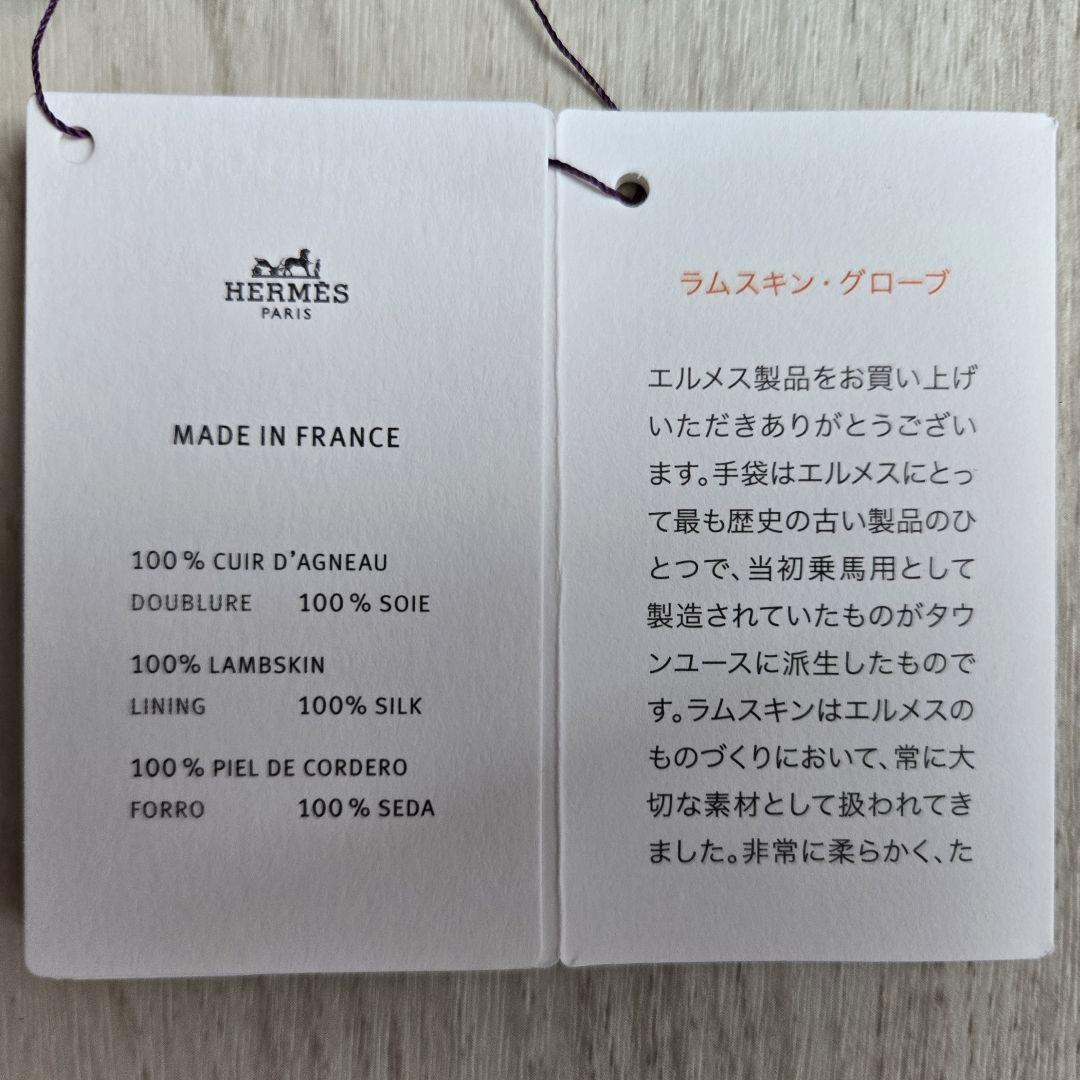 HERMÈS
PARIS
MADE IN FRANCE
100 % CUIR D'AGNEAU
DOUBLURE 100 % SOIE
100% LAMBSKIN
LINING 100% SILK
100 % PIEL DE CORDERO
FORRO 100 % SEDA
ラムスキン・グローブ
エルメス製品をお買い上げ
いただきありがとうござい
ます。手袋はエルメスにとっ
て最も歴史の古い製品のひ
とつで、当初乗馬用として
製造されていたものがタウ
ンユースに派生したもので
す。ラムスキンはエルメスの
ものづくりにおいて、常に大
切な素材として扱われてき
ました。非常に柔らかく、た